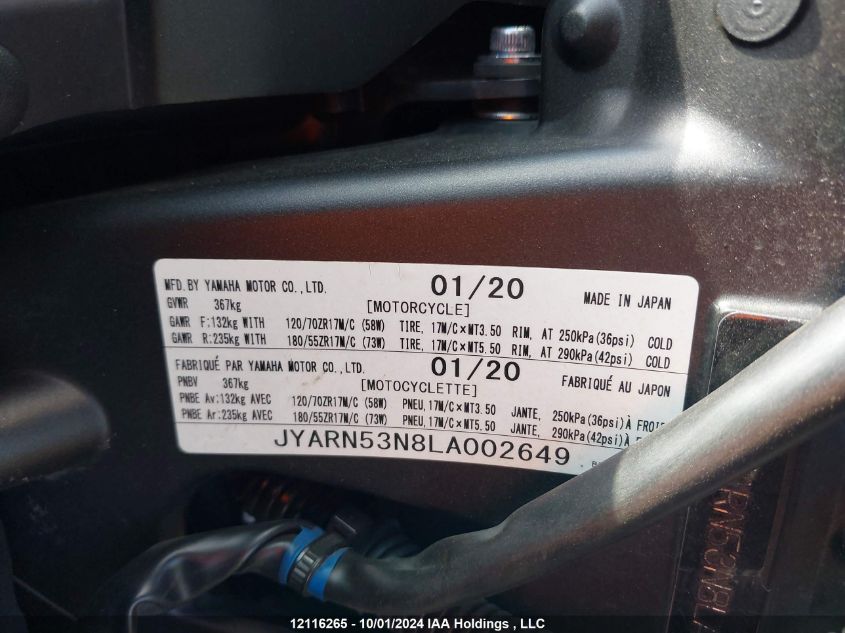 MFD. BY YAMAHA MOTOR CO., LTD. 01/20 MADE IN JAPAN
GVWR 367kg [MOTORCYCLE]
GAWR F:132kg WITH 120/70ZR17M/C (58W) TIRE, 17M/C×MT3.50 RIM, AT 250kPa(36psi) COLD
GAWR R:235kg WITH 180/55ZR17M/C (73W) TIRE, 17M/C×MT5.50 RIM, AT 290kPa(42psi) COLD
FABRIQUÉ PAR YAMAHA MOTOR CO., LTD. 01/20 FABRIQUÉ AU JAPON
PNBV 367kg [MOTOCYCLETTE]
PNBE Av:132kg AVEC 120/70ZR17M/C (58W) PNEU, 17M/C×MT3.50 JANTE, 250kPa(36psi)À
PNBE Ar:235kg AVEC 180/55ZR17M/C (73W) PNEU, 17M/C×MT5.50 JANTE, 290kPa(42psi)À
JYARN53N8LA002649
RN53N8LA
12116265 - 10/01/2024 IAA Holdings , LLC